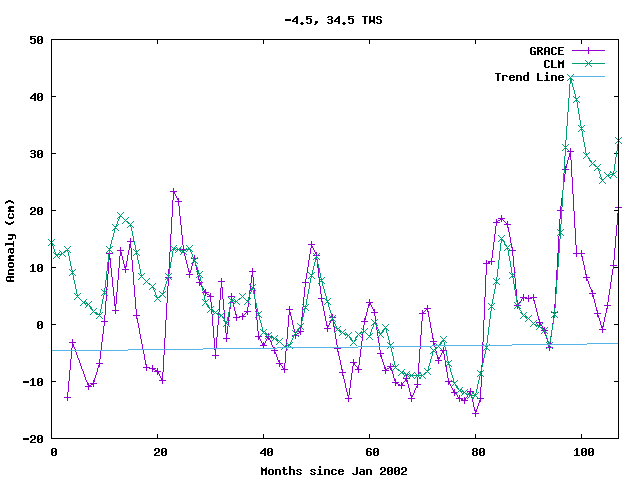 -4.5, 34.5 TWS
GRACE
CLM
Trend Line
50
40
30
20
10
0
-10
-20
Anomaly (cm)
0 20 40 60 80 100
Months since Jan 2002